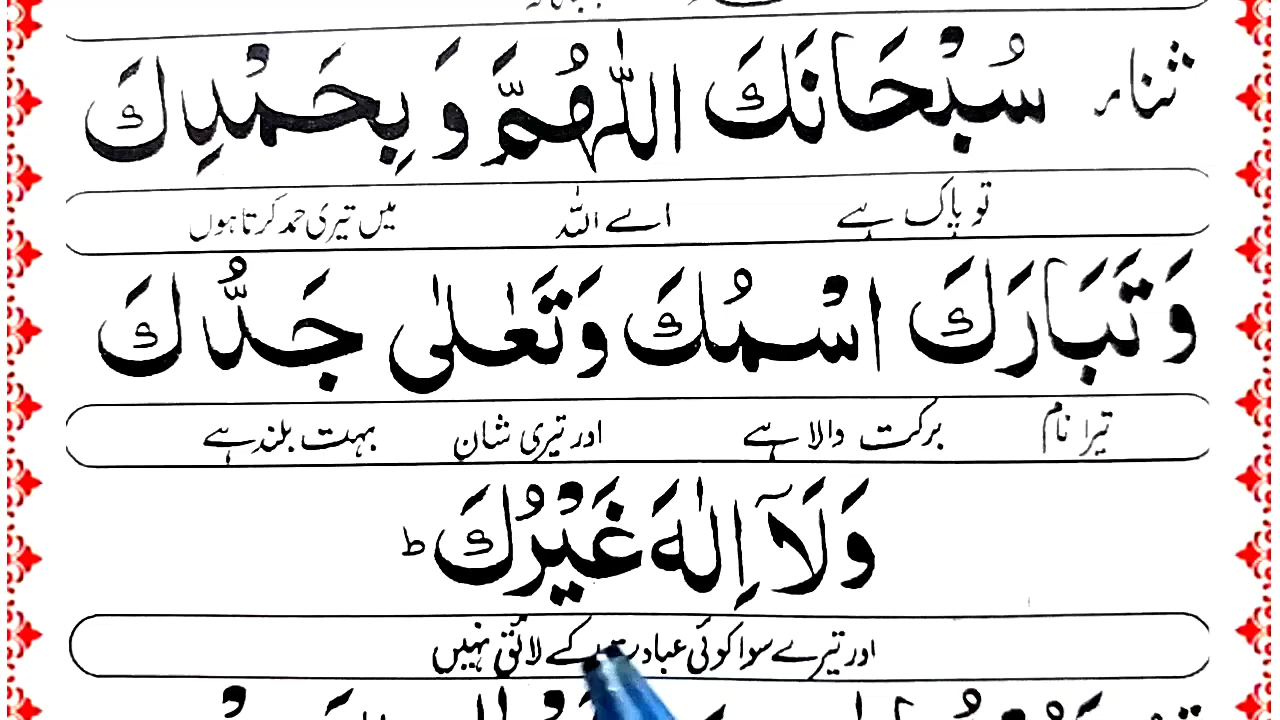 ثناء سُبْحَانَكَ اللّٰهُمَّ وَبِحَمْدِكَ
تو پاک ہے اے اللہ میں تیری حمد کرتا ہوں
وَتَبَارَكَ اسْمُكَ وَتَعَالٰى جَدُّكَ
تیرا نام برکت والا ہے اور تیری شان بہت بلند ہے
وَلَآ اِلٰهَ غَيْرُكَ ط
اور تیرے سوا کوئی عبادت کے لائق نہیں